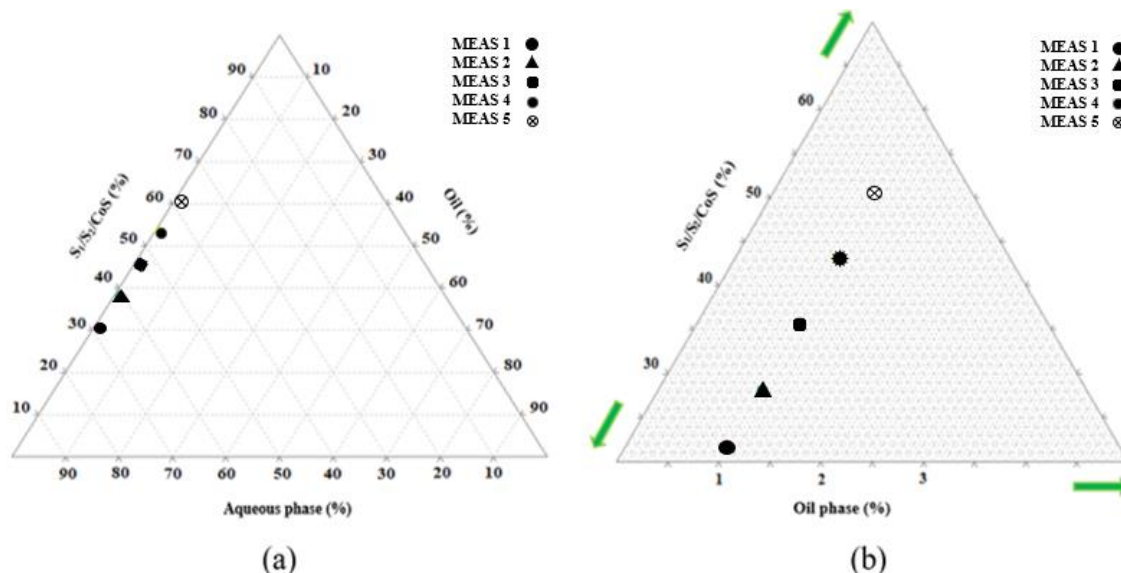 MEAS 1
MEAS 2
MEAS 3
MEAS 4
MEAS 5
90 10
80 20
70 30
60 40
50 50
40 60
30 70
20 80
10 90
S₁/S₂/CoS (%)
Oil (%)
90 80 70 60 50 40 30 20 10
Aqueous phase (%)
(a)
MEAS 1
MEAS 2
MEAS 3
MEAS 4
MEAS 5
60
50
40
30
S₁/S₂/CoS (%)
1 2 3
Oil phase (%)
(b)